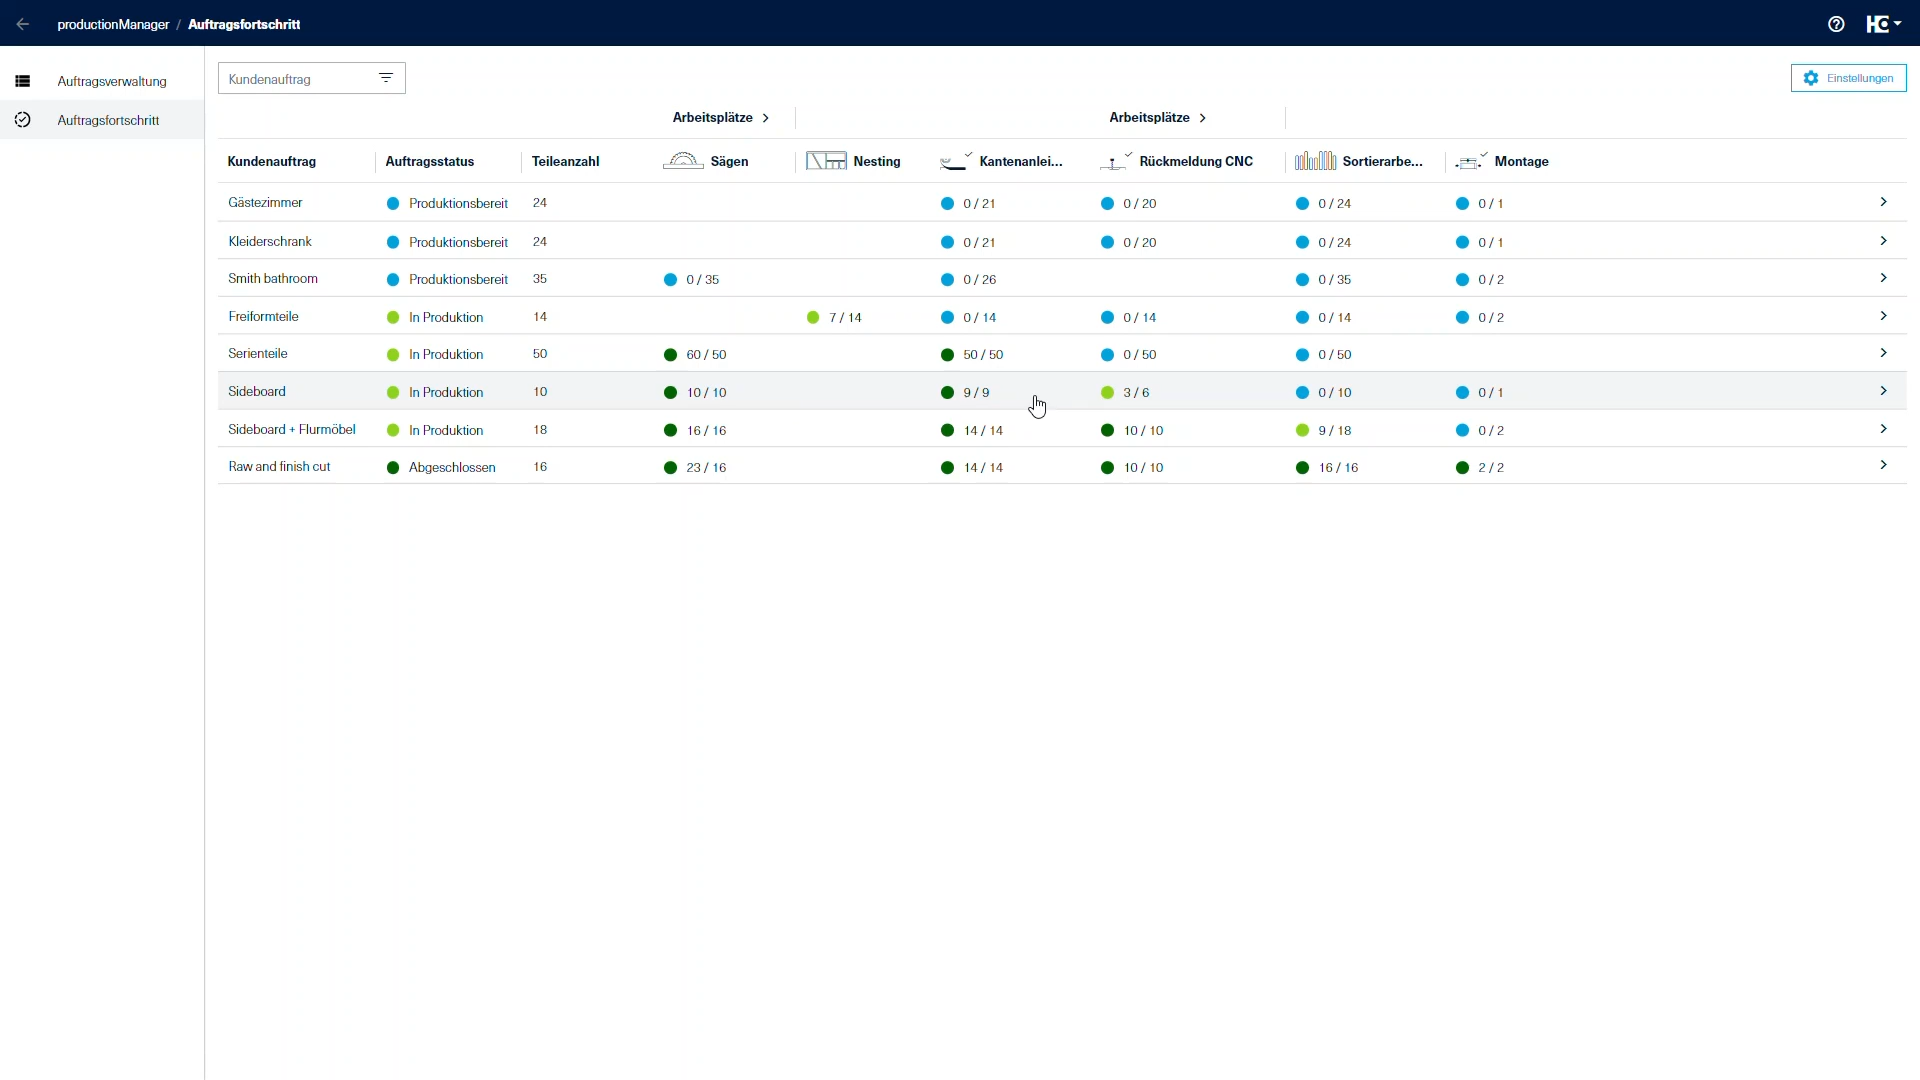 productionManager / Auftragsfortschritt
HC
Auftragsverwaltung
Auftragsfortschritt
Kundenauftrag
Einstellungen
Arbeitsplätze Arbeitsplätze
Kundenauftrag Auftragsstatus Teileanzahl Sägen Nesting Kantenanlei... Rückmeldung CNC Sortierarbe... Montage
Gästezimmer Produktionsbereit 24 0 / 21 0 / 20 0 / 24 0 / 1
Kleiderschrank Produktionsbereit 24 0 / 21 0 / 20 0 / 24 0 / 1
Smith bathroom Produktionsbereit 35 0 / 35 0 / 26 0 / 35 0 / 2
Freiformteile In Produktion 14 7 / 14 0 / 14 0 / 14 0 / 14 0 / 2
Serienteile In Produktion 50 60 / 50 50 / 50 0 / 50 0 / 50
Sideboard In Produktion 10 10 / 10 9 / 9 3 / 6 0 / 10 0 / 1
Sideboard + Flurmöbel In Produktion 18 16 / 16 14 / 14 10 / 10 9 / 18 0 / 2
Raw and finish cut Abgeschlossen 16 23 / 16 14 / 14 10 / 10 16 / 16 2 / 2